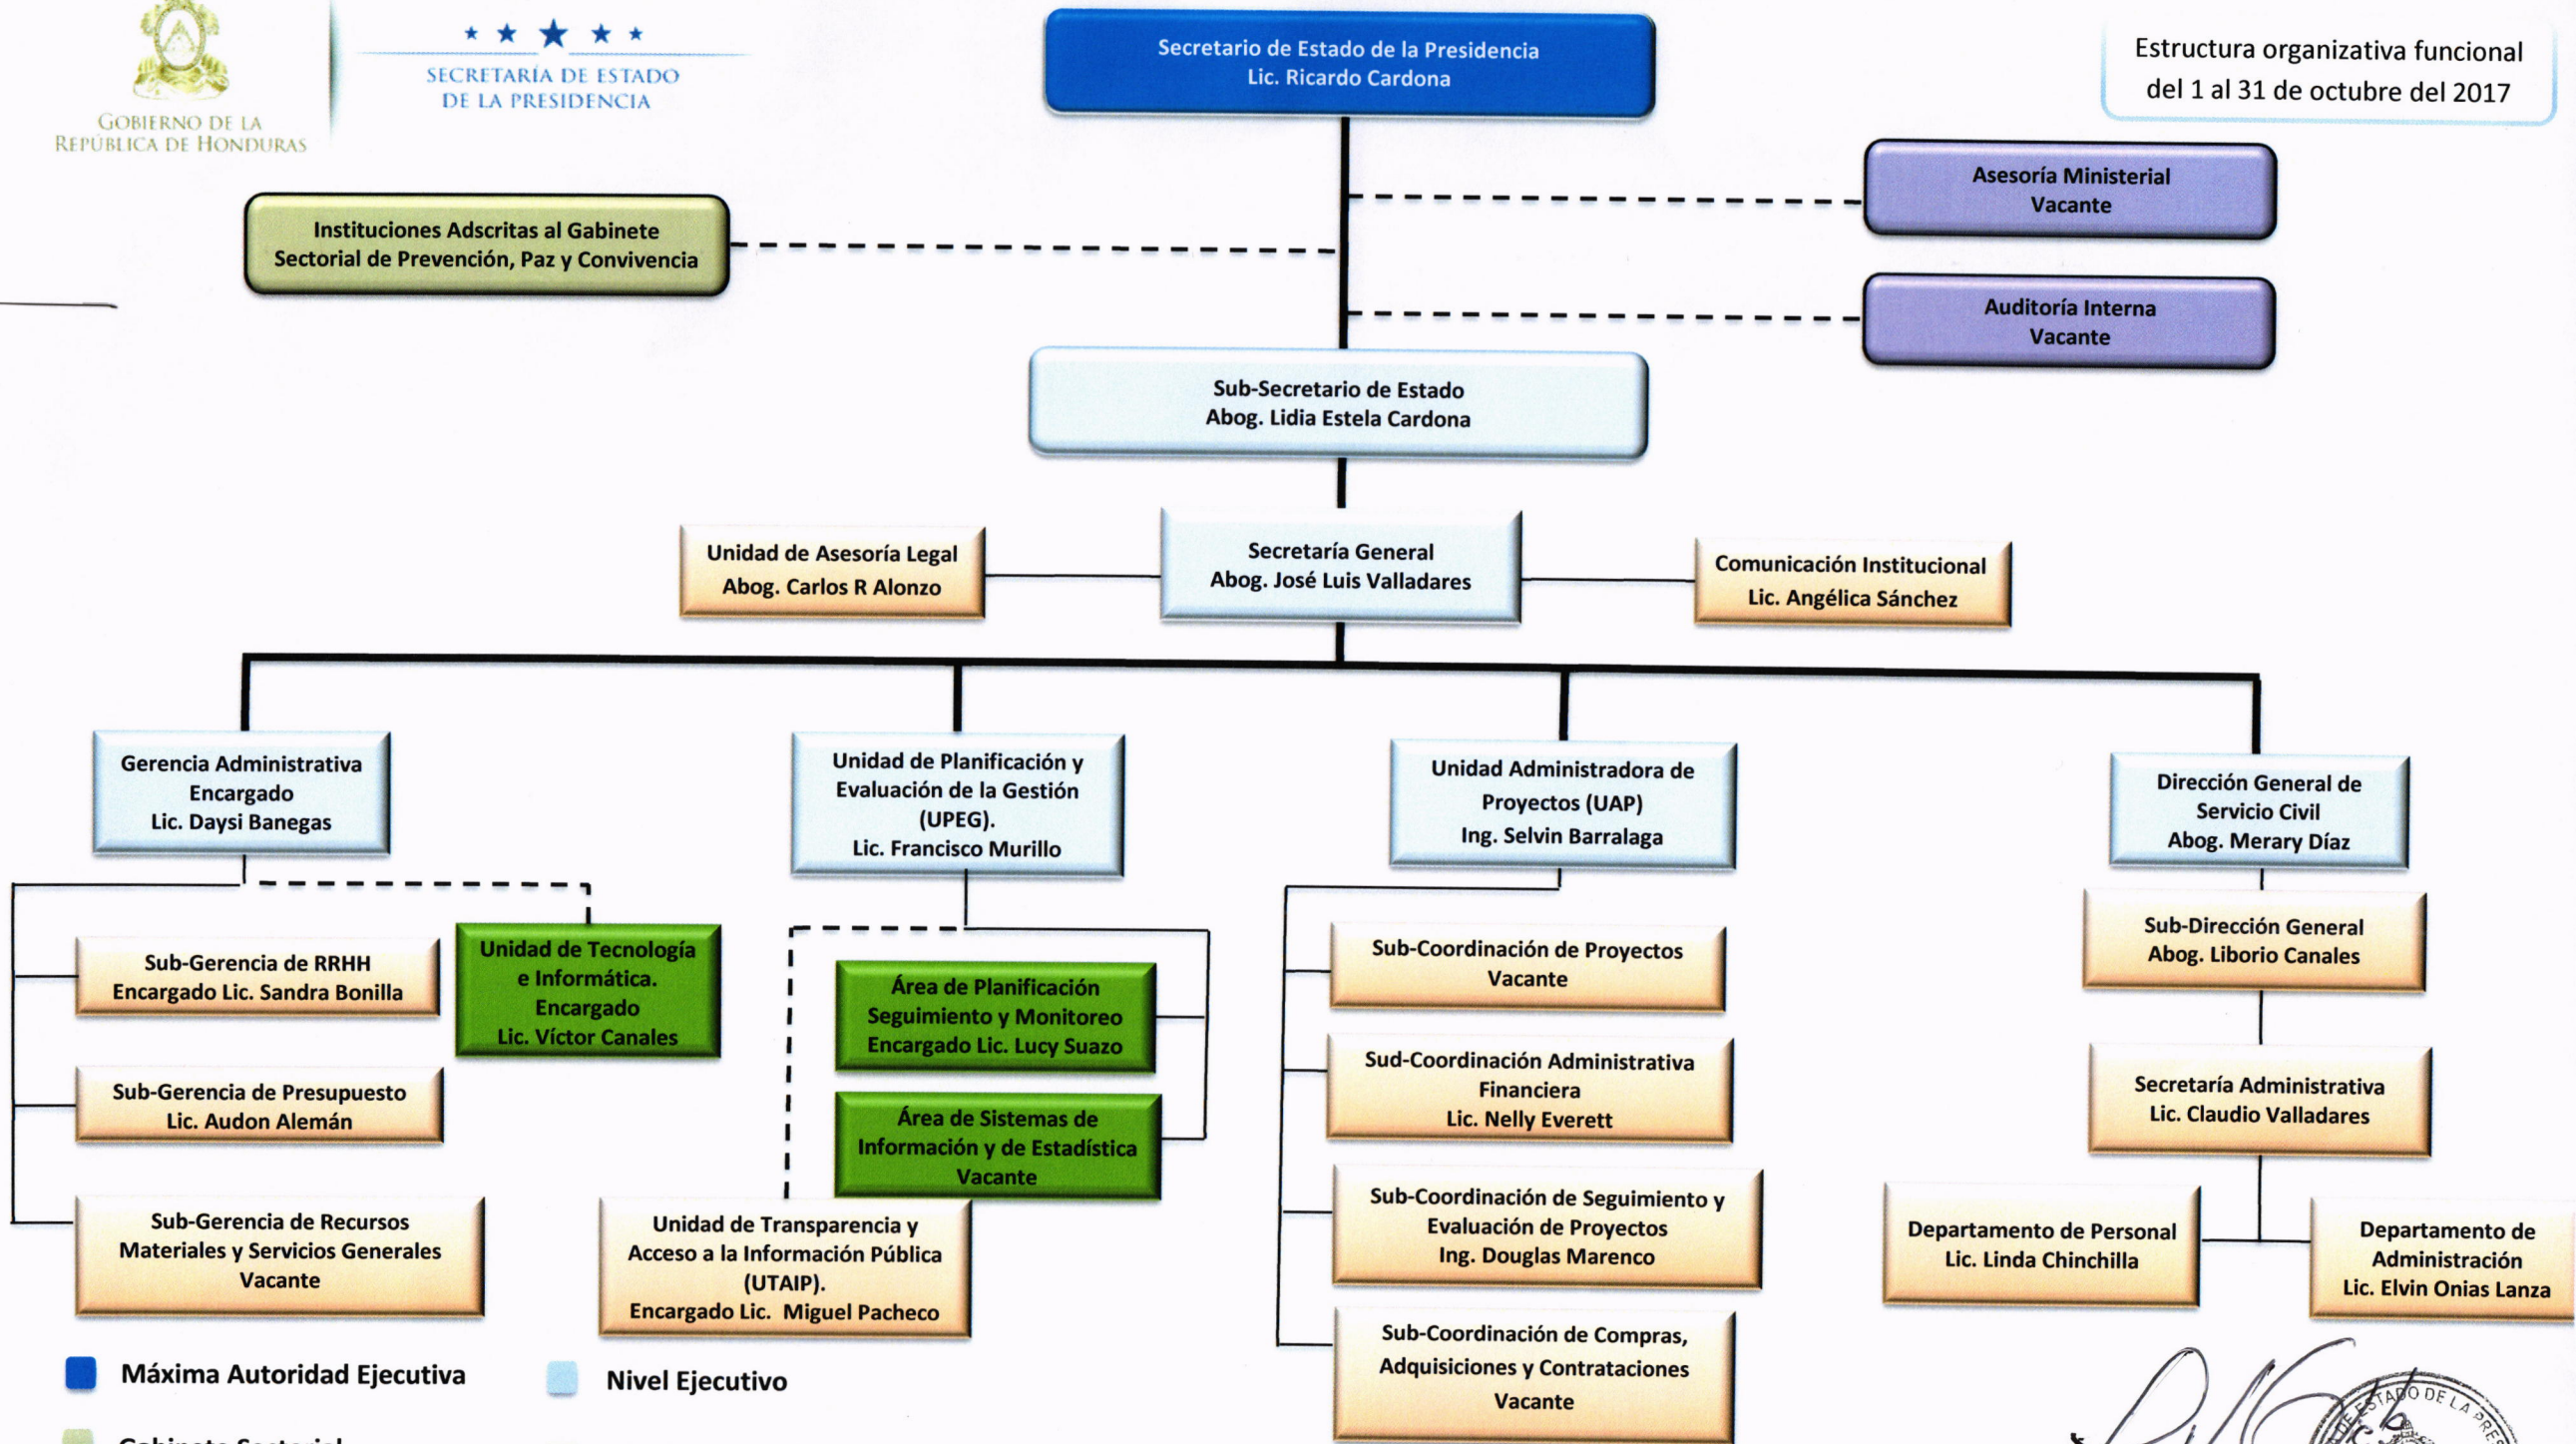 GOBIERNO DE LA
REPÚBLICA DE HONDURAS
SECRETARÍA DE ESTADO
DE LA PRESIDENCIA
Secretario de Estado de la Presidencia
Lic. Ricardo Cardona
Estructura organizativa funcional
del 1 al 31 de octubre del 2017
Asesoría Ministerial
Vacante
Instituciones Adscritas al Gabinete
Sectorial de Prevención, Paz y Convivencia
Auditoría Interna
Vacante
Sub-Secretario de Estado
Abog. Lidia Estela Cardona
Unidad de Asesoría Legal
Abog. Carlos R Alonzo
Secretaría General
Abog. José Luis Valladares
Comunicación Institucional
Lic. Angélica Sánchez
Gerencia Administrativa
Encargado
Lic. Daysi Banegas
Unidad de Planificación y
Evaluación de la Gestión
(UPEG).
Lic. Francisco Murillo
Unidad Administradora de
Proyectos (UAP)
Ing. Selvin Barralaga
Dirección General de
Servicio Civil
Abog. Merary Díaz
Sub-Gerencia de RRHH
Encargado Lic. Sandra Bonilla
Unidad de Tecnología
e Informática.
Encargado
Lic. Víctor Canales
Sub-Gerencia de Presupuesto
Lic. Audon Alemán
Sub-Gerencia de Recursos
Materiales y Servicios Generales
Vacante
Área de Planificación
Seguimiento y Monitoreo
Encargado Lic. Lucy Suazo
Área de Sistemas de
Información y de Estadística
Vacante
Unidad de Transparencia y
Acceso a la Información Pública
(UTAIP).
Encargado Lic. Miguel Pacheco
Sub-Coordinación de Proyectos
Vacante
Sud-Coordinación Administrativa
Financiera
Lic. Nelly Everett
Sub-Coordinación de Seguimiento y
Evaluación de Proyectos
Ing. Douglas Marenco
Sub-Coordinación de Compras,
Adquisiciones y Contrataciones
Vacante
Sub-Dirección General
Abog. Liborio Canales
Secretaría Administrativa
Lic. Claudio Valladares
Departamento de Personal
Lic. Linda Chinchilla
Departamento de
Administración
Lic. Elvin Onias Lanza
Máxima Autoridad Ejecutiva
Nivel Ejecutivo
Gabinete Sectorial
DE ESTADO DE LA PRES